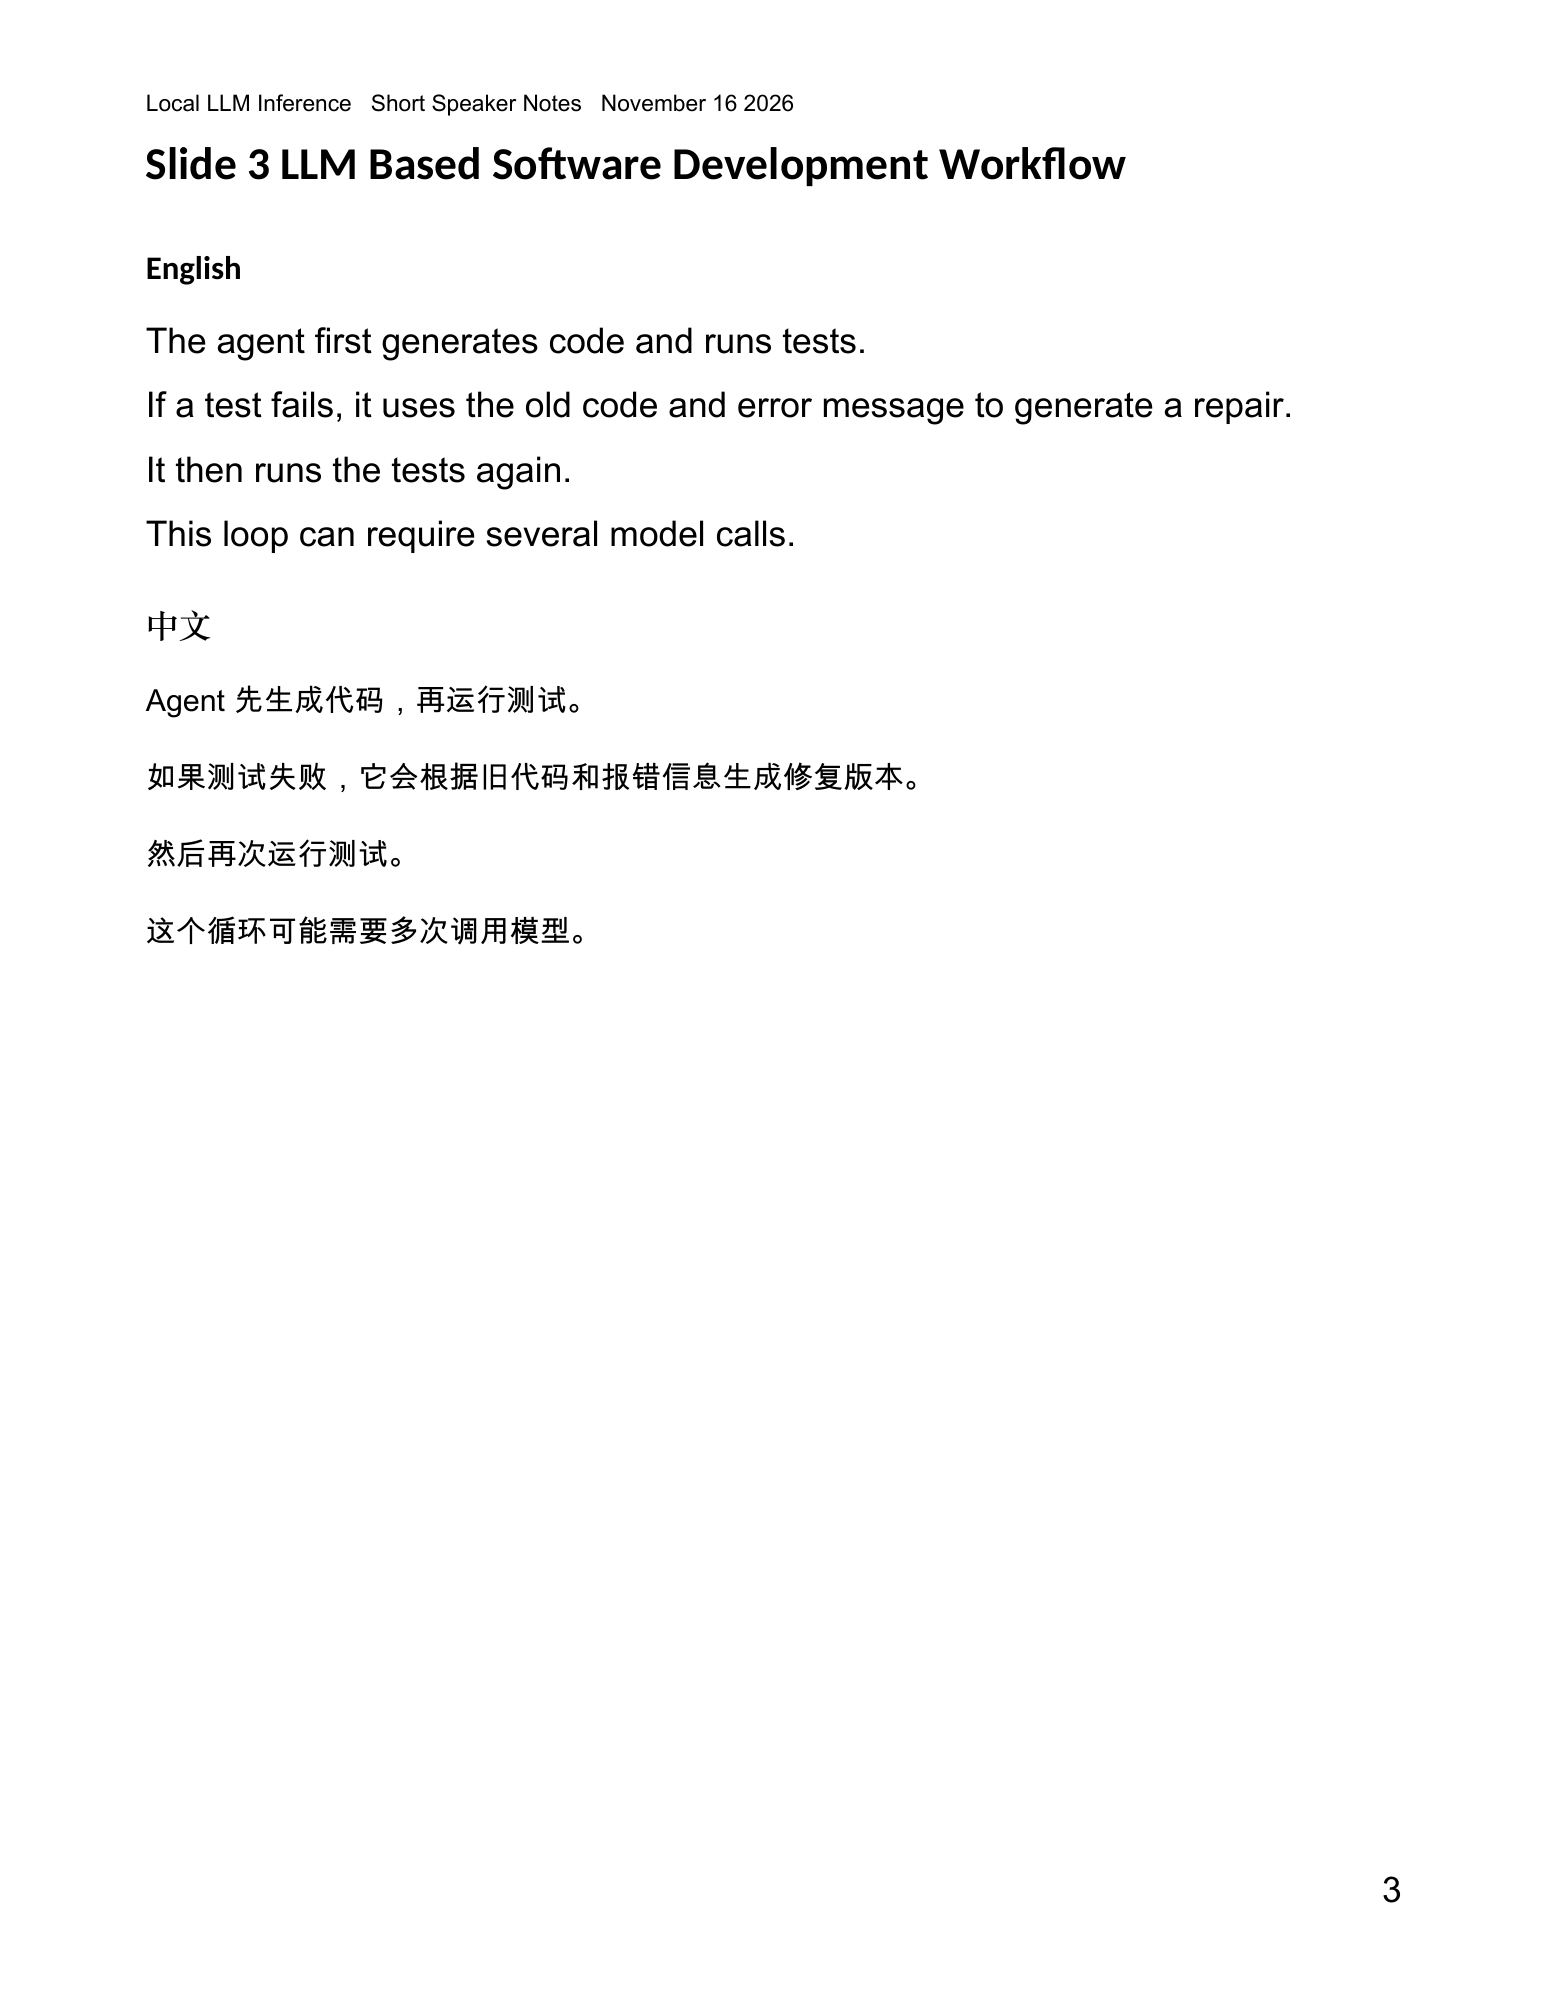 Local LLM Inference   Short Speaker Notes   November 16 2026
Slide 3 LLM Based Software Development Workflow
English
The agent first generates code and runs tests.
If a test fails, it uses the old code and error message to generate a repair.
It then runs the tests again.
This loop can require several model calls.
中文
Agent 先生成代码，再运行测试。
如果测试失败，它会根据旧代码和报错信息生成修复版本。
然后再次运行测试。
这个循环可能需要多次调用模型。
3